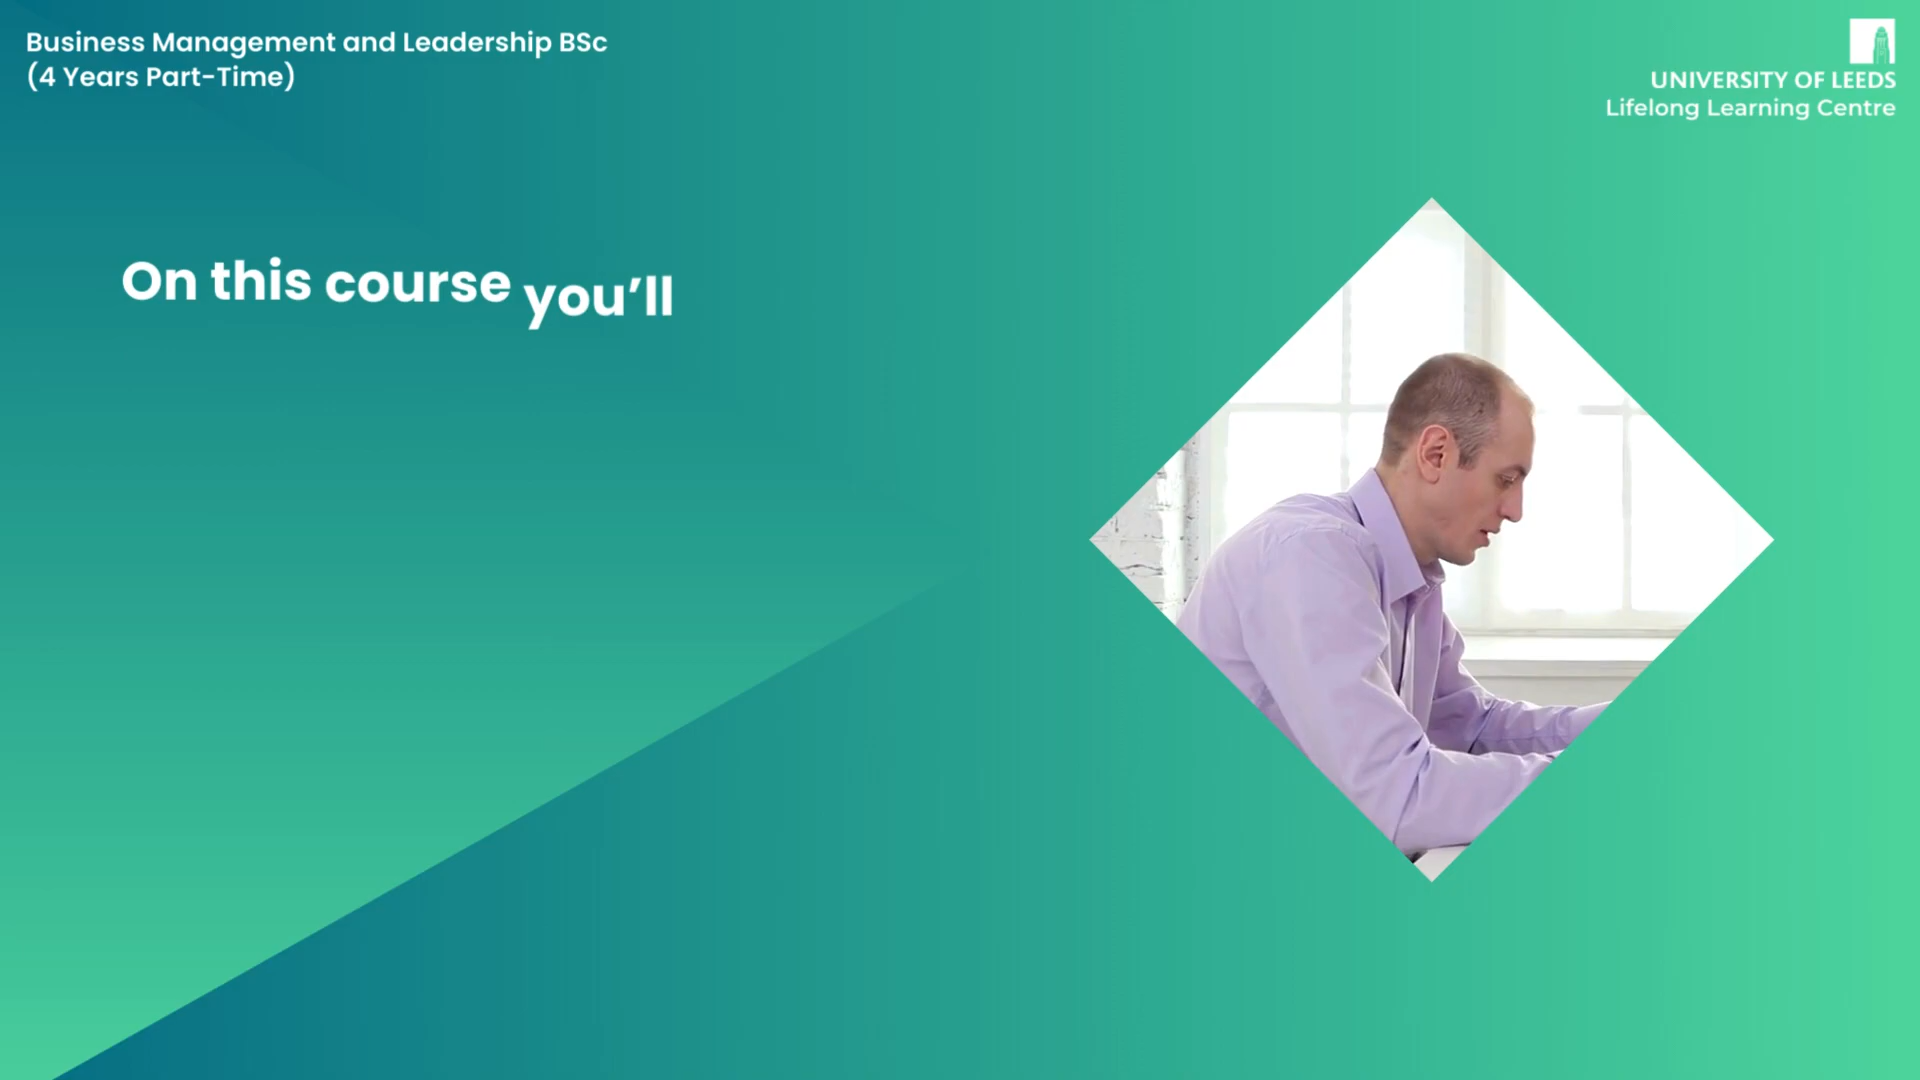 Business Management and Leadership BSc
(4 Years Part-Time)
UNIVERSITY OF LEEDS
Lifelong Learning Centre
On this course you’ll